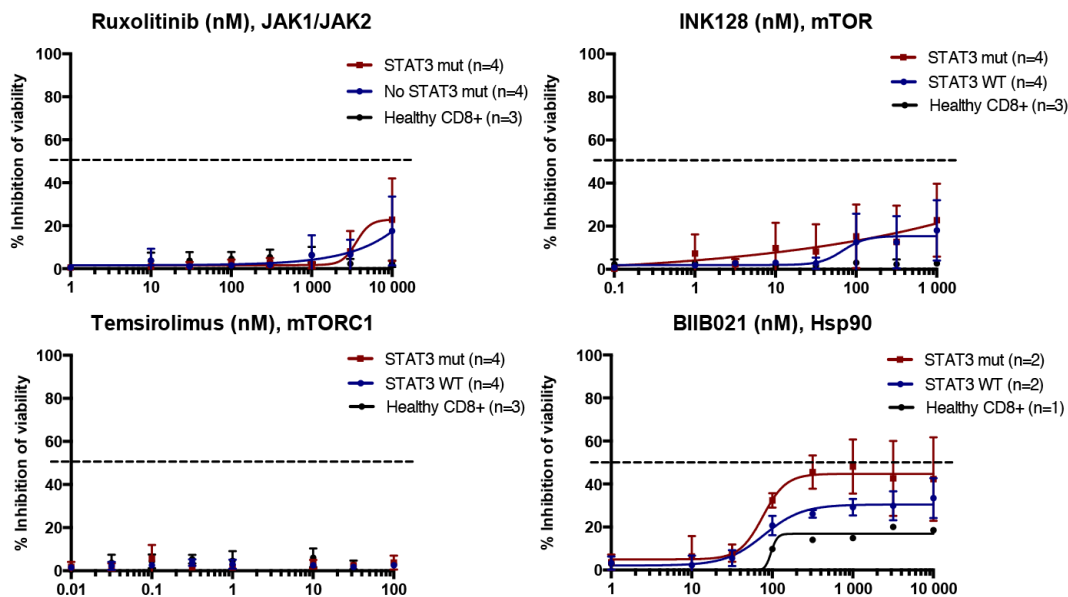 Ruxolitinib (nM), JAK1/JAK2
% Inhibition of viability
100
80
60
40
20
0
1
10
100
1 000
10 000
STAT3 mut (n=4)
No STAT3 mut (n=4)
Healthy CD8+ (n=3)
INK128 (nM), mTOR
% Inhibition of viability
100
80
60
40
20
0
0.1
1
10
100
1 000
STAT3 mut (n=4)
STAT3 WT (n=4)
Healthy CD8+ (n=3)
Temsirolimus (nM), mTORC1
% Inhibition of viability
100
80
60
40
20
0
0.01
0.1
1
10
100
STAT3 mut (n=4)
STAT3 WT (n=4)
Healthy CD8+ (n=3)
BIIB021 (nM), Hsp90
% Inhibition of viability
100
80
60
40
20
0
1
10
100
1 000
10 000
STAT3 mut (n=2)
STAT3 WT (n=2)
Healthy CD8+ (n=1)